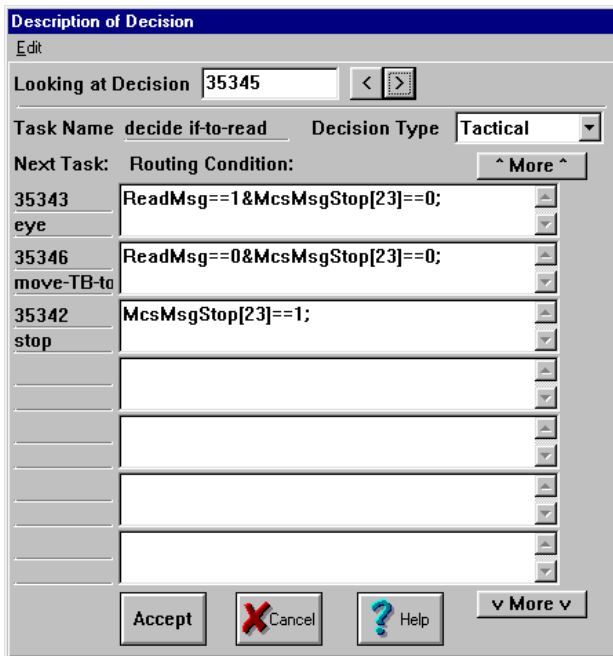 Description of Decision
Edit
Looking at Decision 35345 < >
Task Name decide if-to-read Decision Type Tactical
Next Task: Routing Condition: ^ More ^
35343 ReadMsg==1&McsMsgStop[23]==0;
eye
35346 ReadMsg==0&McsMsgStop[23]==0;
move-TB-to
35342 McsMsgStop[23]==1;
stop
Accept Cancel ? Help v More v